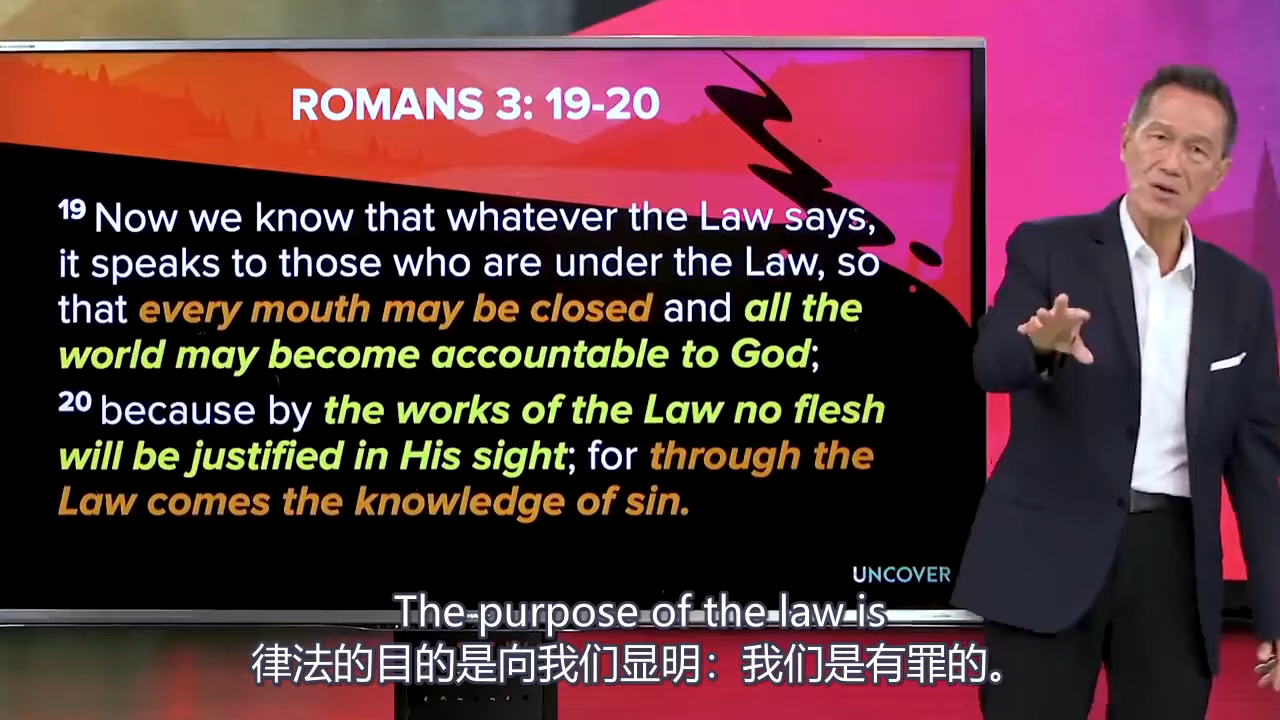 ROMANS 3: 19-20
19 Now we know that whatever the Law says,
it speaks to those who are under the Law, so
that every mouth may be closed and all the
world may become accountable to God;
20 because by the works of the Law no flesh
will be justified in His sight; for through the
Law comes the knowledge of sin.
UNCOVER
The purpose of the law is
律法的目的是向我们显明：我们是有罪的。